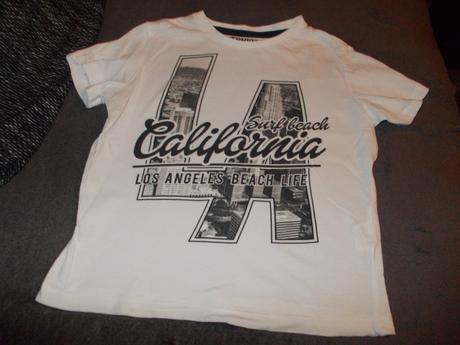 LA
Surf beach
California
LOS ANGELES BEACH LIFE